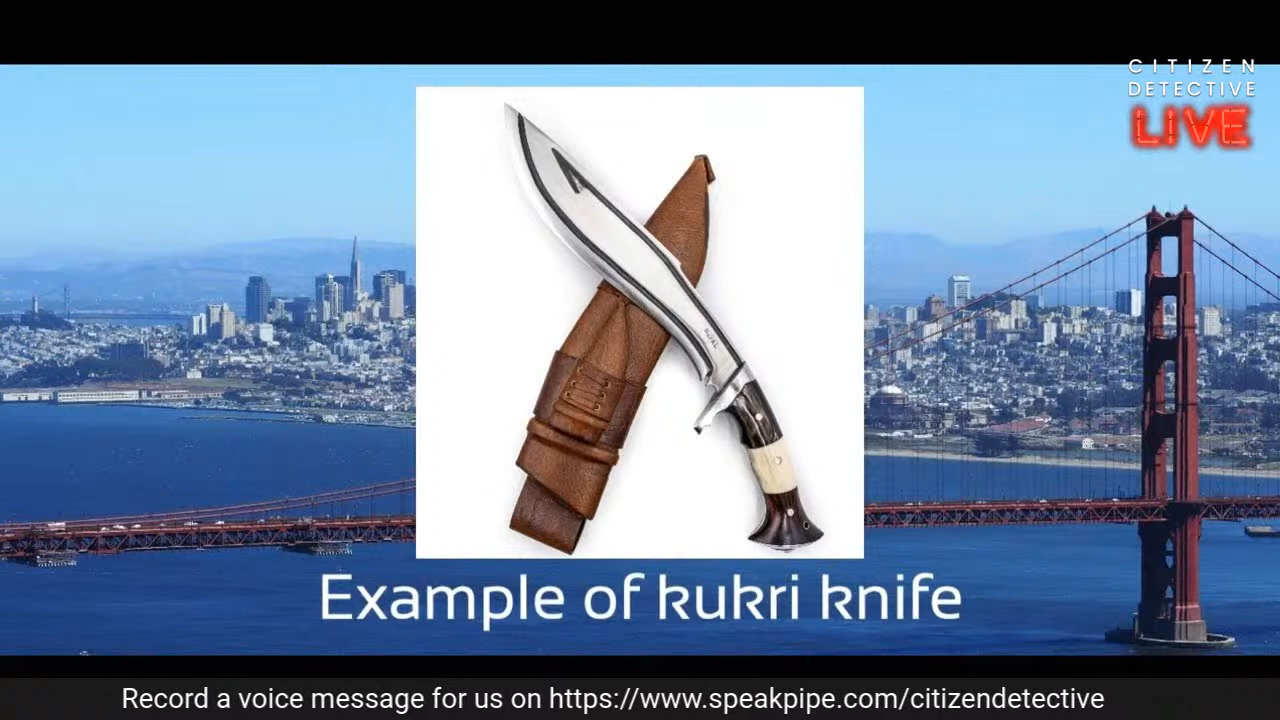 CITIZEN
DETECTIVE
LIVE
Example of kukri knife
Record a voice message for us on https://www.speakpipe.com/citizendetective